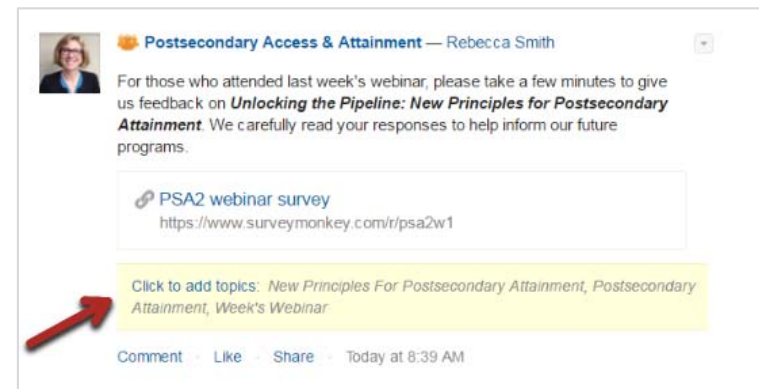 Postsecondary Access & Attainment — Rebecca Smith
For those who attended last week's webinar, please take a few minutes to give
us feedback on Unlocking the Pipeline: New Principles for Postsecondary
Attainment. We carefully read your responses to help inform our future
programs.
PSA2 webinar survey
https://www.surveymonkey.com/r/psa2w1
Click to add topics: New Principles For Postsecondary Attainment, Postsecondary
Attainment, Week's Webinar
Comment · Like · Share · Today at 8:39 AM